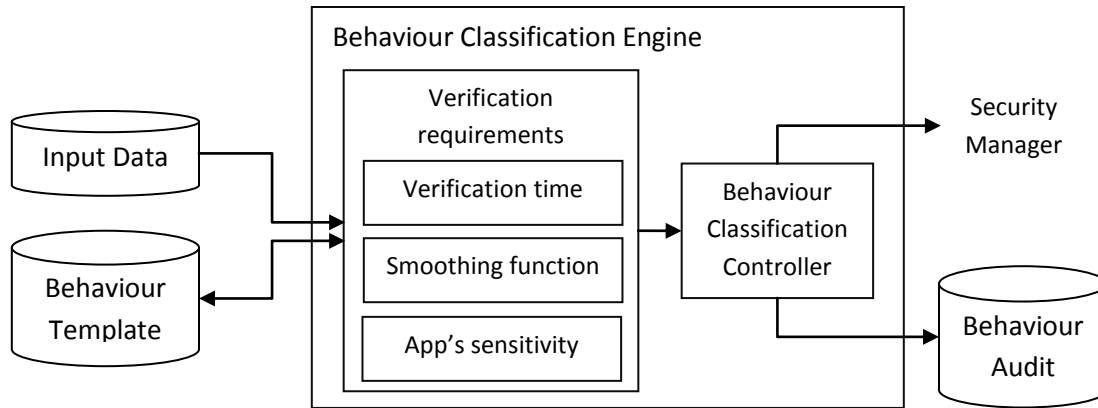 Behaviour Classification Engine
Input Data
Behaviour
Template
Verification
requirements
Verification time
Smoothing function
App's sensitivity
Behaviour
Classification
Controller
Security
Manager
Behaviour
Audit